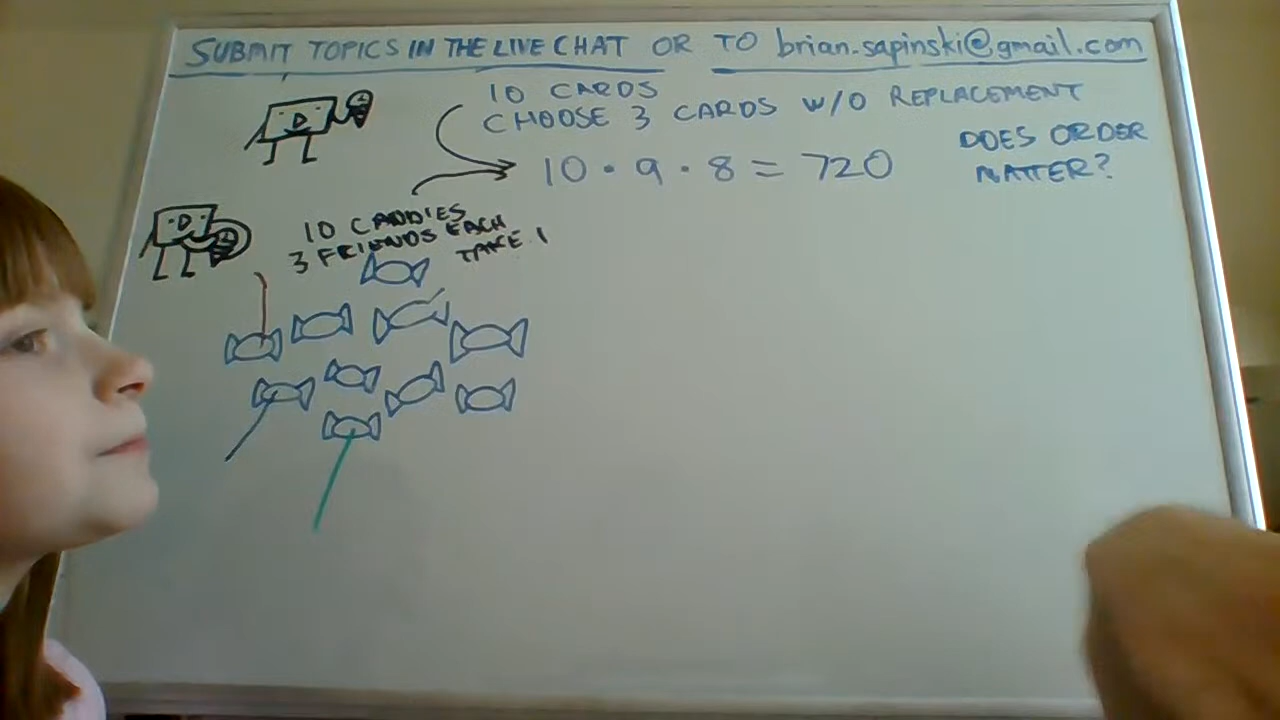 SUBMIT TOPICS IN THE LIVE CHAT OR TO brian.sapinski@gmail.com
10 CARDS
CHOOSE 3 CARDS W/O REPLACEMENT
10 · 9 · 8 = 720
DOES ORDER
MATTER?
D
D
10 CADDIES
3 FRIENDS EACH
TAKE 1